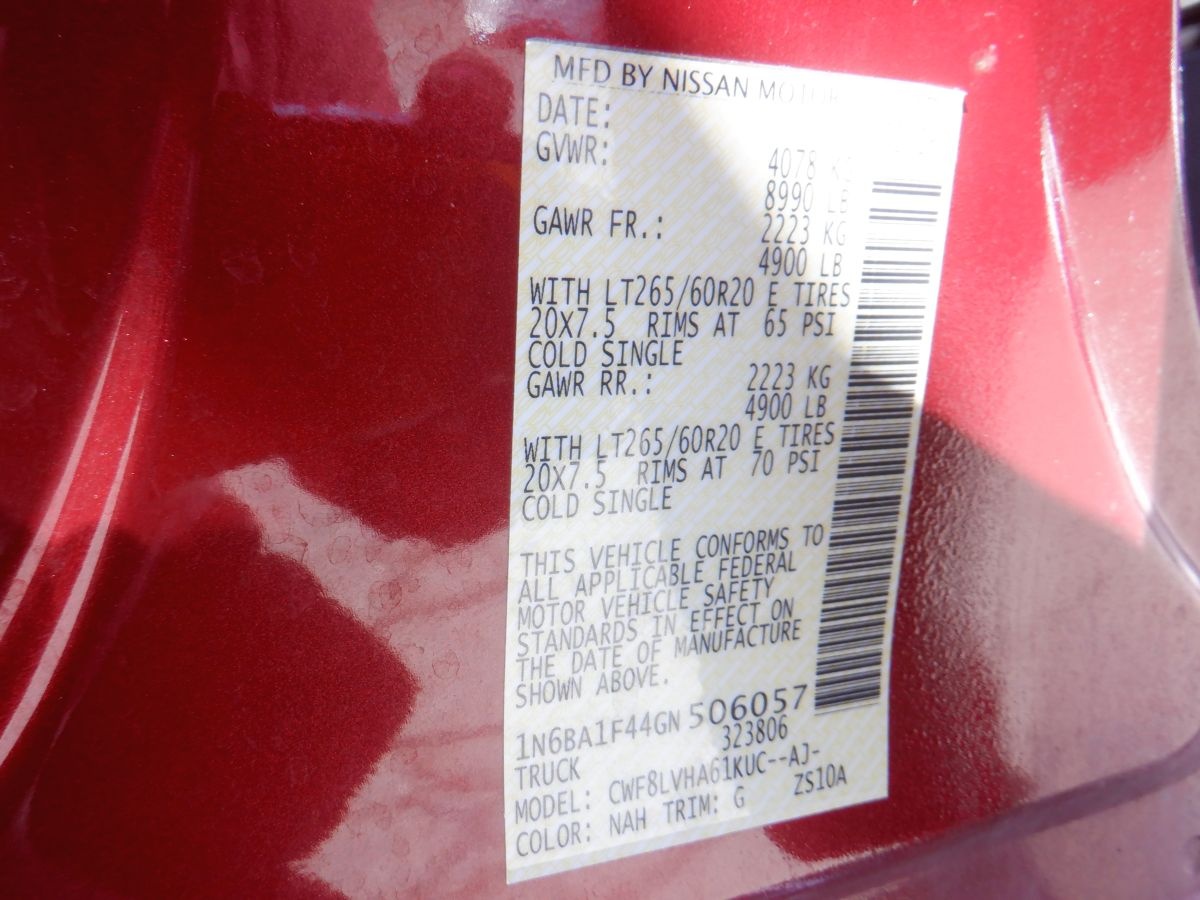 MFD BY NISSAN MOTOR
DATE:
GVWR: 4078 KG
8990 LB
GAWR FR.: 2223 KG
4900 LB
WITH LT265/60R20 E TIRES
20X7.5 RIMS AT 65 PSI
COLD SINGLE
GAWR RR.: 2223 KG
4900 LB
WITH LT265/60R20 E TIRES
20X7.5 RIMS AT 70 PSI
COLD SINGLE
THIS VEHICLE CONFORMS TO
ALL APPLICABLE FEDERAL
MOTOR VEHICLE SAFETY
STANDARDS IN EFFECT ON
THE DATE OF MANUFACTURE
SHOWN ABOVE.
1N6BA1F44GN506057
TRUCK 323806
MODEL: CWF8LVHA61KUC--AJ-
COLOR: NAH TRIM: G ZS10A